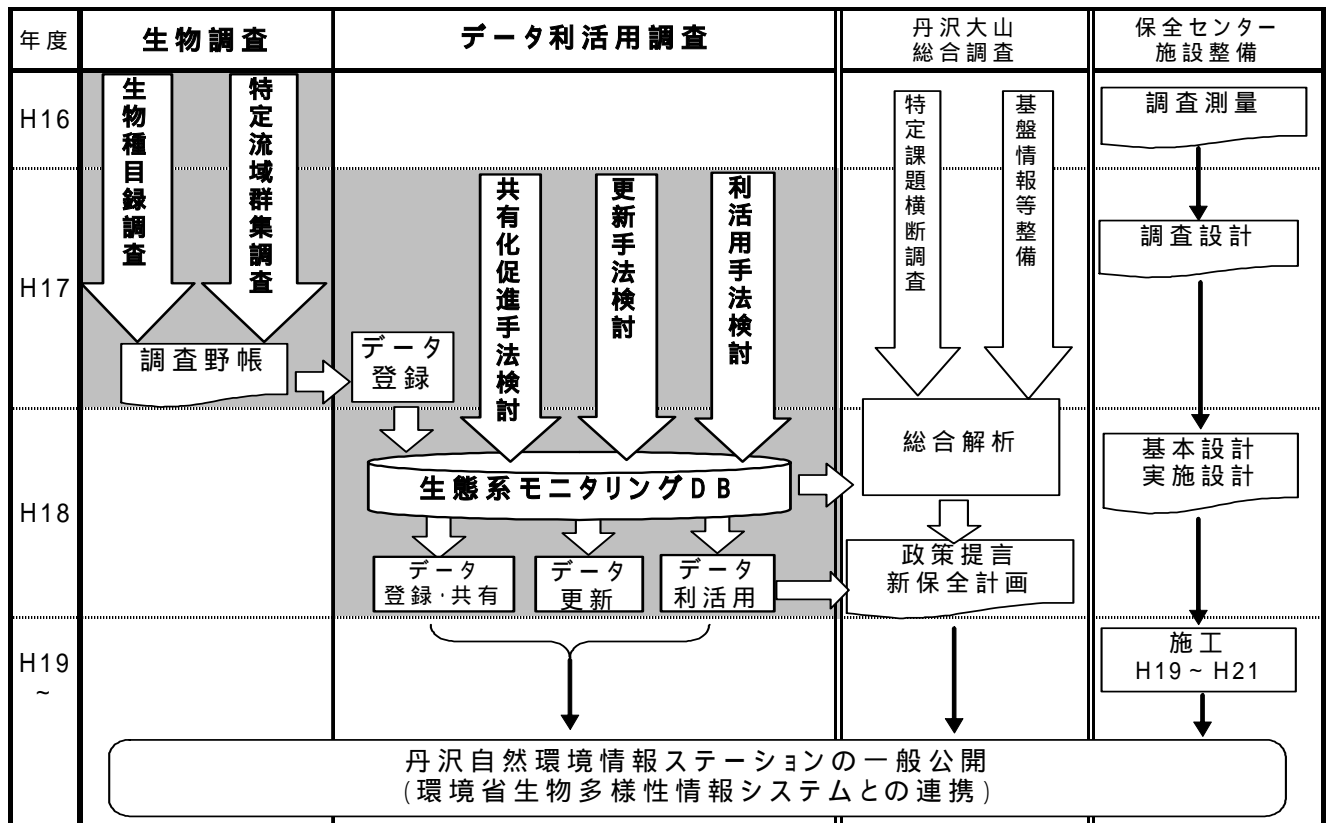 年度
生物調査
データ利活用調査
丹沢大山
総合調査
保全センター
施設整備
H16
生物種目録調査
特定流域群集調査
特定課題横断調査
基盤情報等整備
調査測量
H17
共有化促進手法検討
更新手法検討
利活用手法検討
調査設計
調査野帳
データ
登録
H18
生態系モニタリングDB
総合解析
基本設計
実施設計
データ
登録・共有
データ
更新
データ
利活用
政策提言
新保全計画
H19
~
施工
H19~H21
丹沢自然環境情報ステーションの一般公開
(環境省生物多様性情報システムとの連携)